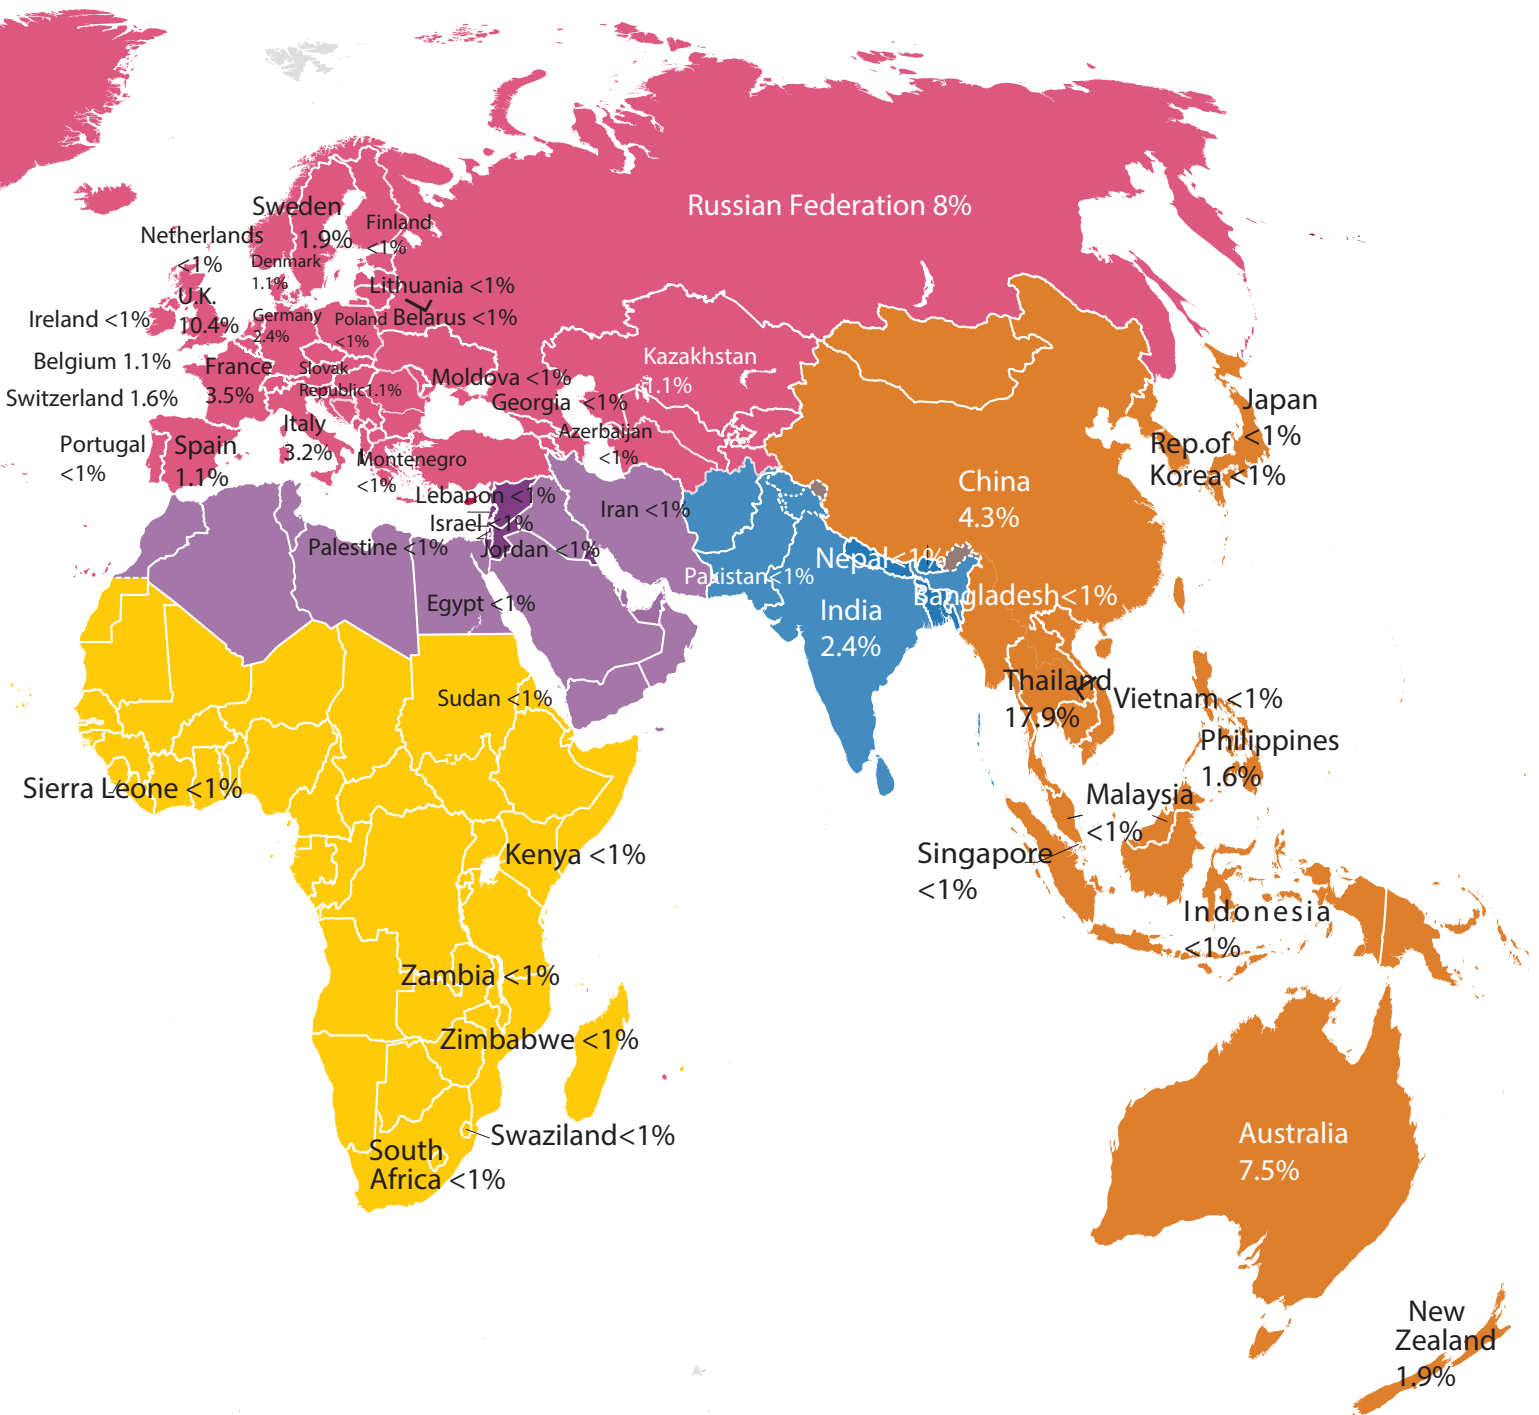 Russian Federation 8%
Sweden
1.9%
Finland
<1%
Netherlands
<1%
Denmark
1.1%
Lithuania <1%
U.K.
10.4%
Ireland <1%
Germany
2.4%
Poland
<1%
Belarus <1%
Belgium 1.1%
France
3.5%
Slovak
Republic1.1%
Kazakhstan
1.1%
Moldova <1%
Switzerland 1.6%
Georgia <1%
Japan
<1%
Italy
3.2%
Azerbaijan
<1%
Portugal
<1%
Spain
1.1%
Montenegro
<1%
Rep.of
Korea <1%
China
4.3%
Lebanon <1%
Iran <1%
Israel <1%
Palestine <1%
Jordan <1%
Nepal<1%
Pakistan<1%
Egypt <1%
Bangladesh<1%
India
2.4%
Sudan <1%
Thailand
17.9%
Vietnam <1%
Philippines
1.6%
Sierra Leone <1%
Malaysia
<1%
Kenya <1%
Singapore
<1%
Indonesia
<1%
Zambia <1%
Zimbabwe <1%
Swaziland<1%
South
Africa <1%
Australia
7.5%
New
Zealand
1.9%